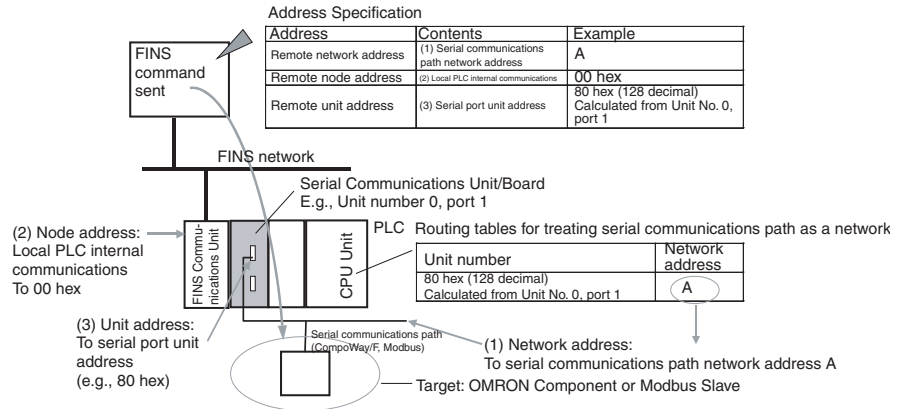 Address Specification
Address Contents Example
Remote network address (1) Serial communications path network address A
Remote node address (2) Local PLC internal communications 00 hex
Remote unit address (3) Serial port unit address 80 hex (128 decimal)
Calculated from Unit No. 0,
port 1
FINS
command
sent
FINS network
Serial Communications Unit/Board
E.g., Unit number 0, port 1
(2) Node address:
Local PLC internal
communications
To 00 hex
FINS Commu-
nications Unit
CPU Unit
PLC
Routing tables for treating serial communications path as a network
Unit number Network address
80 hex (128 decimal)
Calculated from Unit No. 0, port 1 A
(3) Unit address:
To serial port unit
address
(e.g., 80 hex)
Serial communications path
(CompoWay/F, Modbus)
(1) Network address:
To serial communications path network address A
Target: OMRON Component or Modbus Slave